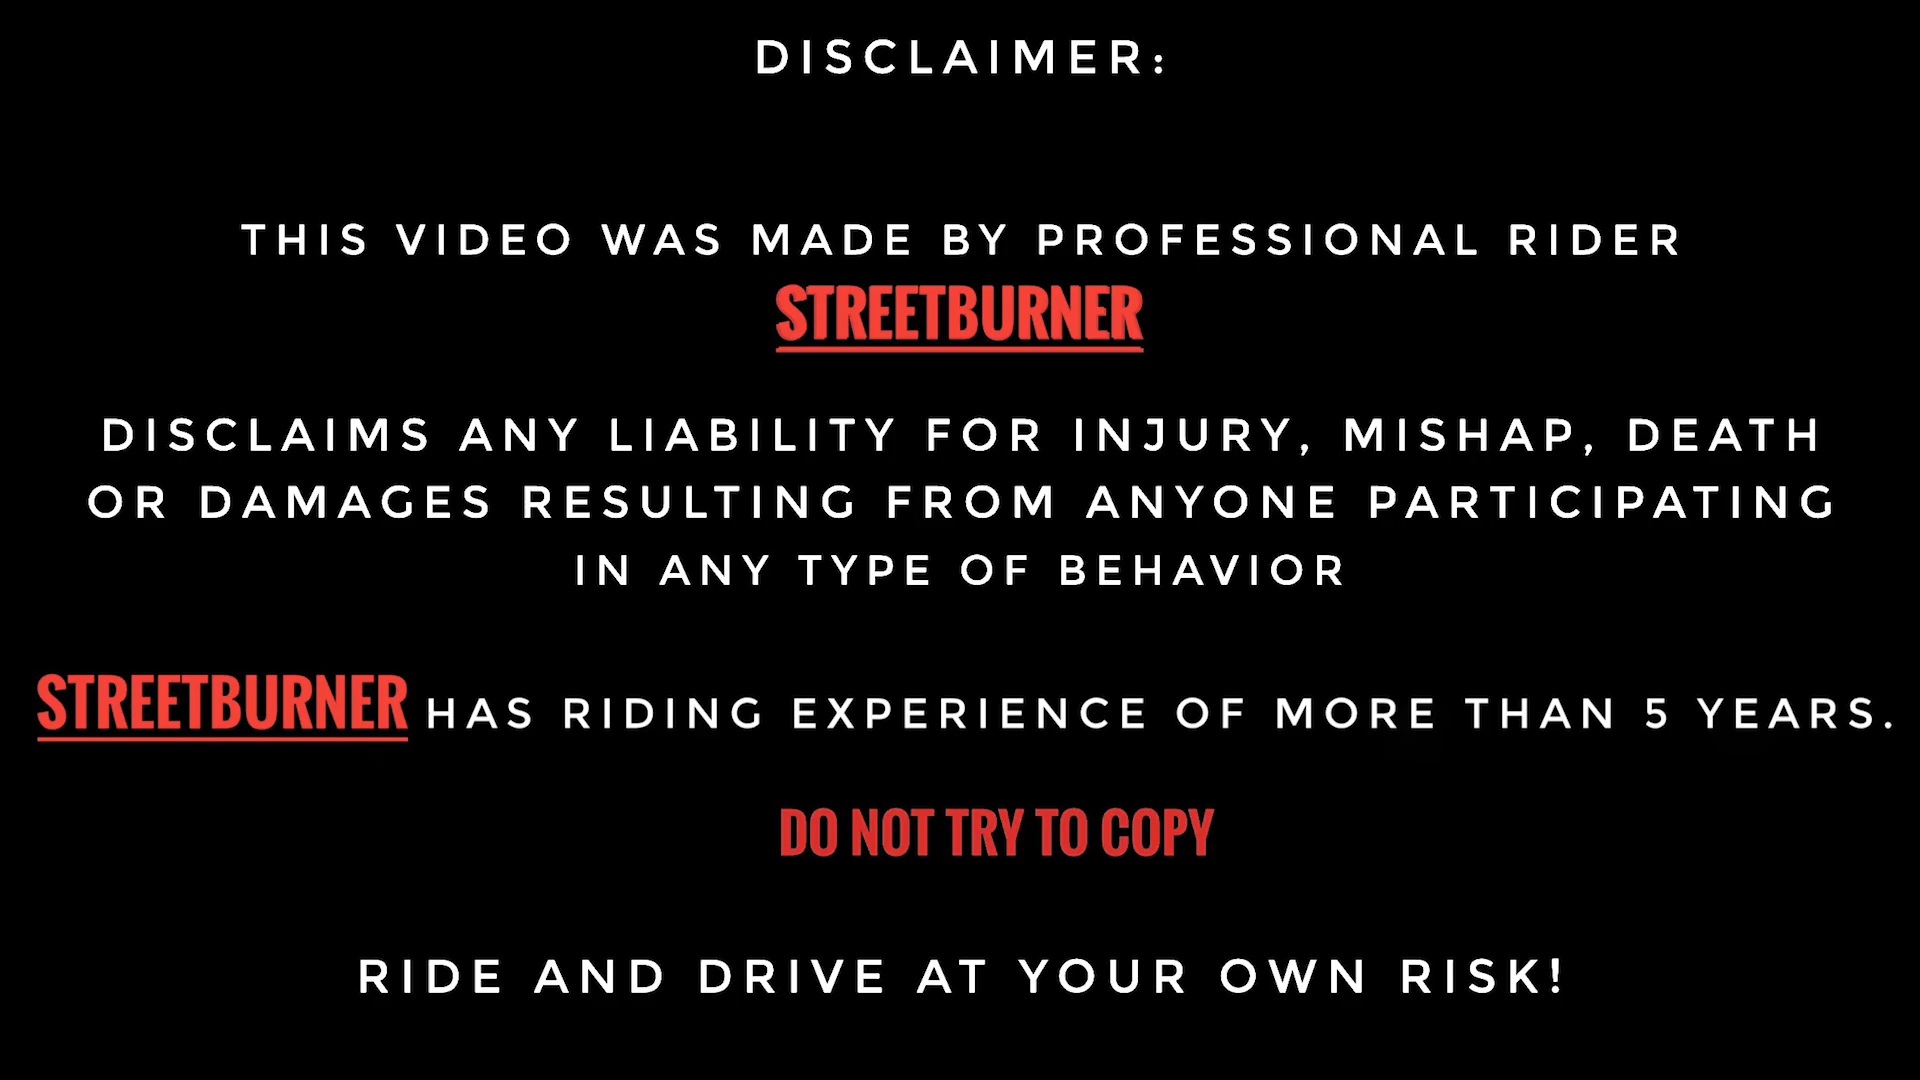 DISCLAIMER:
THIS VIDEO WAS MADE BY PROFESSIONAL RIDER
STREETBURNER
DISCLAIMS ANY LIABILITY FOR INJURY, MISHAP, DEATH
OR DAMAGES RESULTING FROM ANYONE PARTICIPATING
IN ANY TYPE OF BEHAVIOR
STREETBURNER HAS RIDING EXPERIENCE OF MORE THAN 5 YEARS.
DO NOT TRY TO COPY
RIDE AND DRIVE AT YOUR OWN RISK!